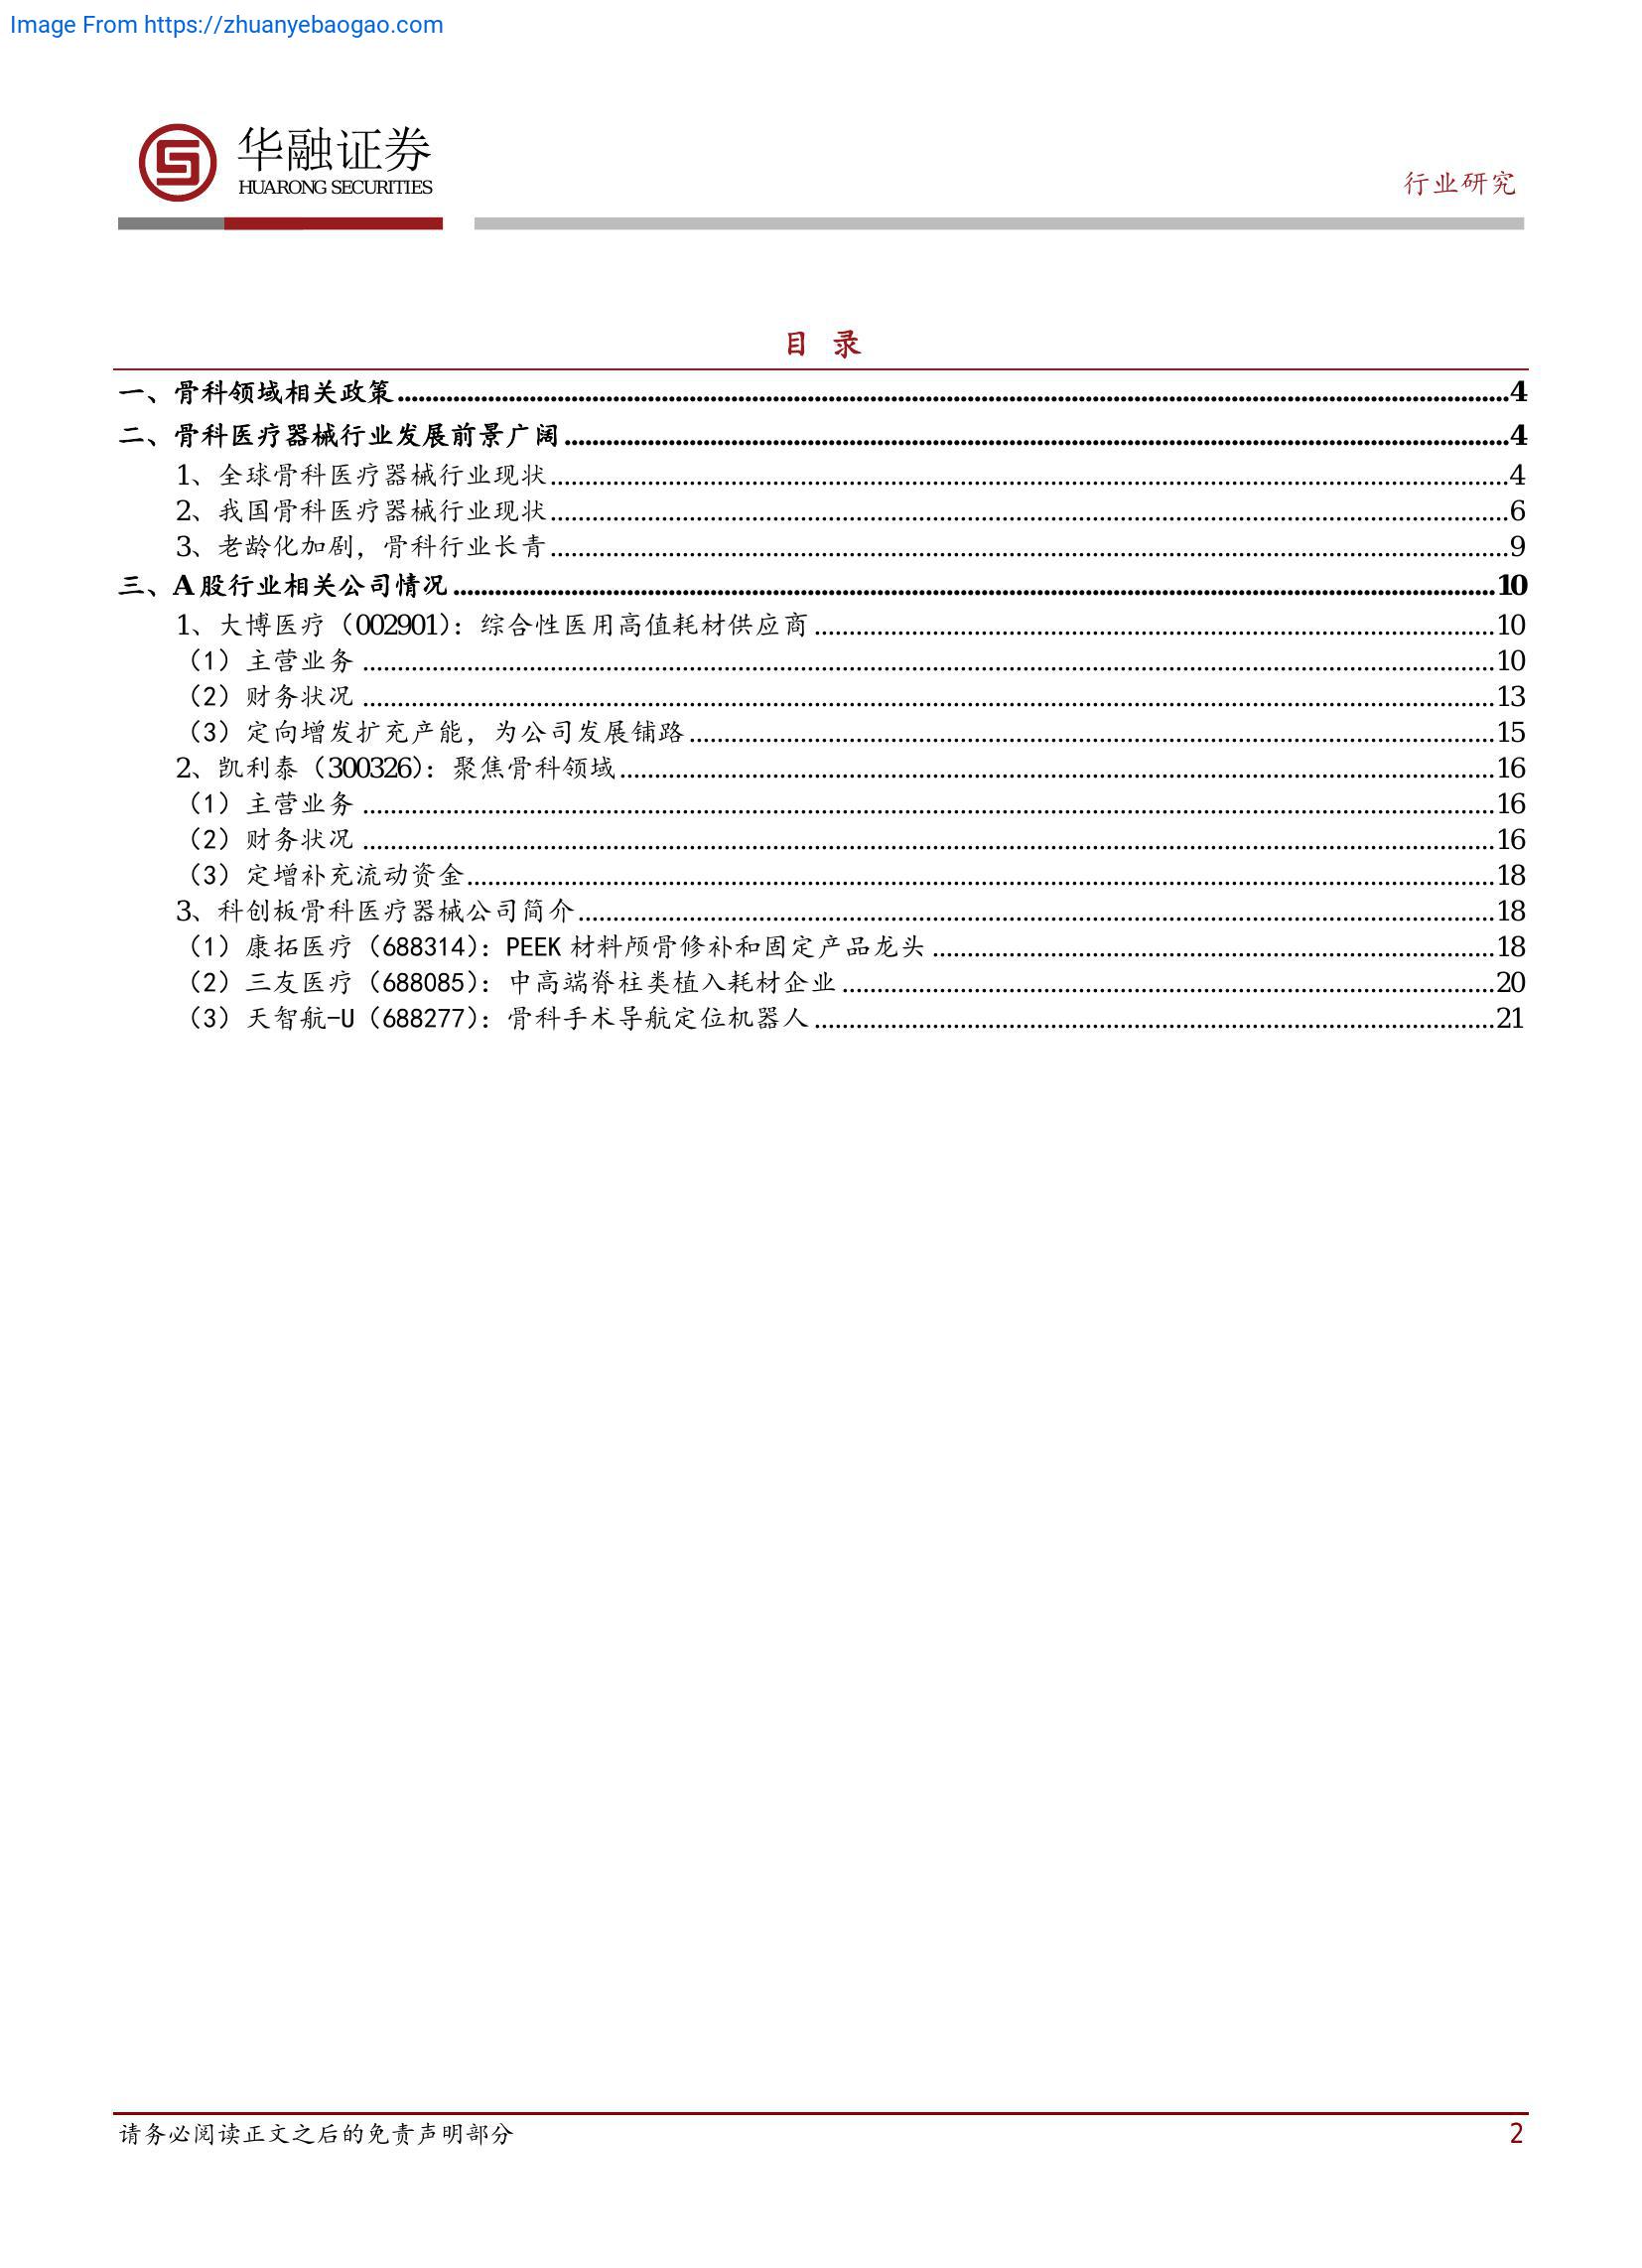 Image From https://zhuanyebaogao.com
华融证券
HUARONG SECURITIES
行业研究
目 录
一、骨科领域相关政策........................................4
二、骨科医疗器械行业发展前景广阔........................................4
1、全球骨科医疗器械行业现状........................................4
2、我国骨科医疗器械行业现状........................................6
3、老龄化加剧，骨科行业长青........................................9
三、A 股行业相关公司情况........................................10
1、大博医疗（002901）：综合性医用高值耗材供应商........................................10
（1）主营业务........................................10
（2）财务状况........................................13
（3）定向增发扩充产能，为公司发展铺路........................................15
2、凯利泰（300326）：聚焦骨科领域........................................16
（1）主营业务........................................16
（2）财务状况........................................16
（3）定增补充流动资金........................................18
3、科创板骨科医疗器械公司简介........................................18
（1）康拓医疗（688314）：PEEK 材料颅骨修补和固定产品龙头........................................18
（2）三友医疗（688085）：中高端脊柱类植入耗材企业........................................20
（3）天智航-U（688277）：骨科手术导航定位机器人........................................21
请务必阅读正文之后的免责声明部分
2